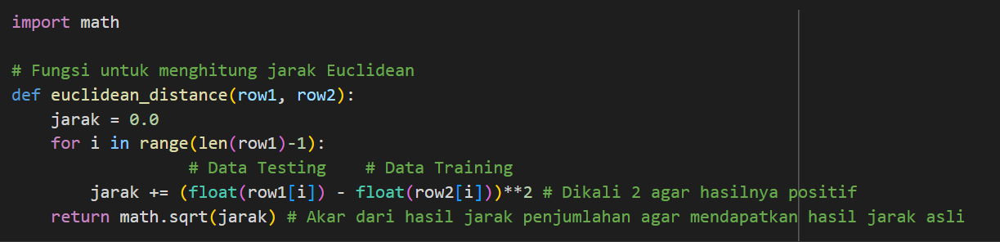 import math
# Fungsi untuk menghitung jarak Euclidean
def euclidean_distance(row1, row2):
    jarak = 0.0
    for i in range(len(row1)-1):
                  # Data Testing    # Data Training
        jarak += (float(row1[i]) - float(row2[i]))**2 # Dikali 2 agar hasilnya positif
    return math.sqrt(jarak) # Akar dari hasil jarak penjumlahan agar mendapatkan hasil jarak asli